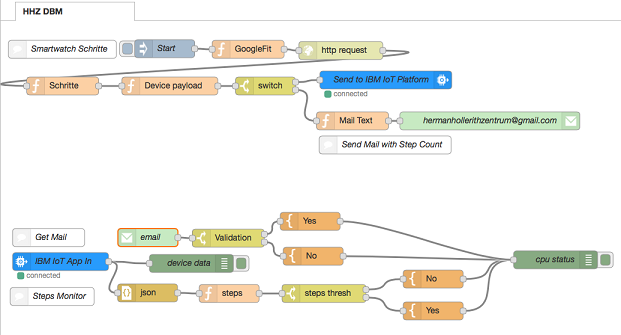 HHZ DBM
Smartwatch Schritte
Start
GoogleFit
http request
Schritte
Device payload
switch
Send to IBM IoT Platform
connected
Mail Text
hermanhollerithzentrum@gmail.com
Send Mail with Step Count
Get Mail
email
Validation
Yes
No
IBM IoT App In
connected
device data
cpu status
Steps Monitor
json
steps
steps thresh
No
Yes